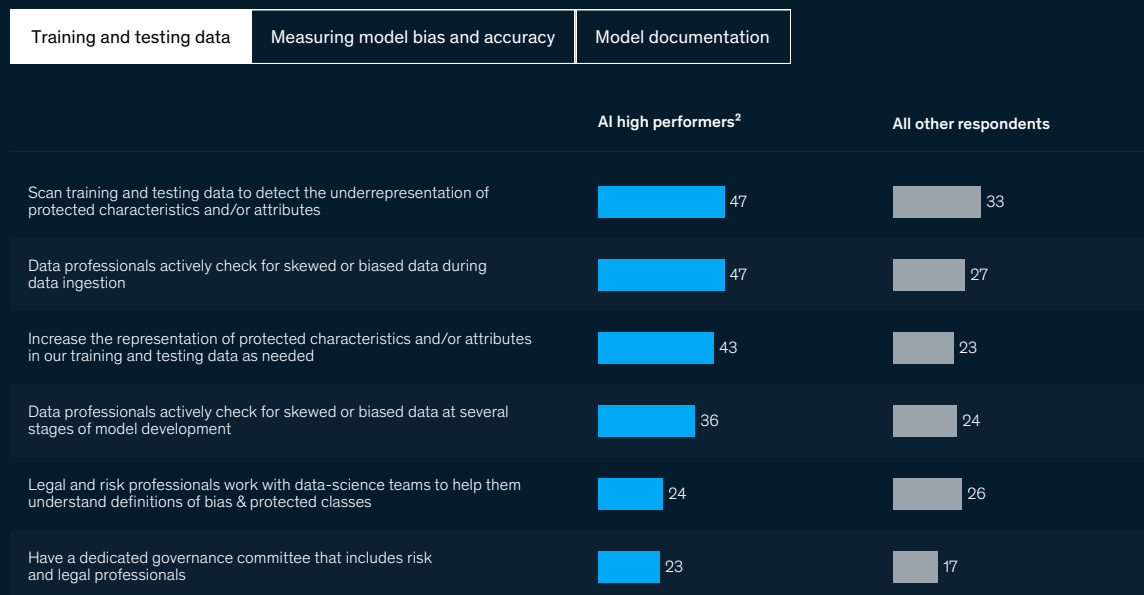 Training and testing data
Measuring model bias and accuracy
Model documentation
AI high performers²
All other respondents
Scan training and testing data to detect the underrepresentation of
protected characteristics and/or attributes
47
33
Data professionals actively check for skewed or biased data during
data ingestion
47
27
Increase the representation of protected characteristics and/or attributes
in our training and testing data as needed
43
23
Data professionals actively check for skewed or biased data at several
stages of model development
36
24
Legal and risk professionals work with data-science teams to help them
understand definitions of bias & protected classes
24
26
Have a dedicated governance committee that includes risk
and legal professionals
23
17